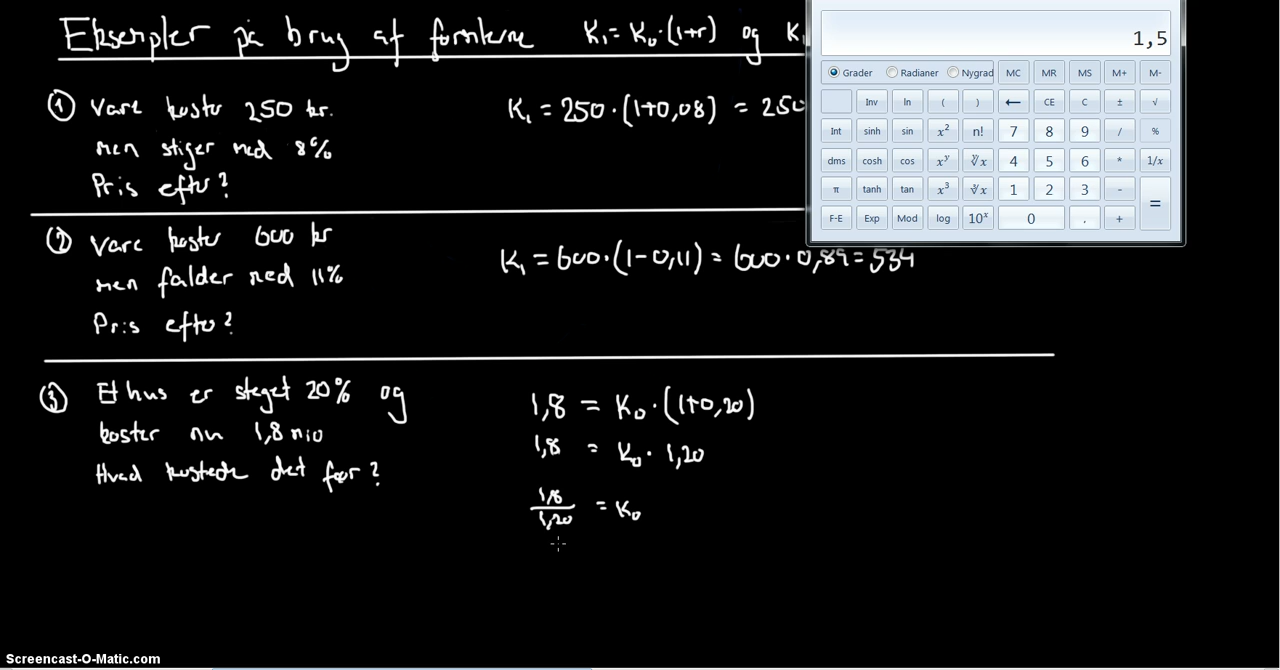 Eksempler på brug af formlerne K₁ = K₀·(1+r) og K₁
① Vare koster 250 kr. K₁ = 250·(1+0,08) = 250
men stiger med 8%
Pris efter?
② Vare koster 600 kr
men falder med 11% K₁ = 600·(1-0,11) = 600·0,89 = 534
Pris efter?
③ Et hus er steget 20% og 1,8 = K₀·(1+0,20)
koster nu 1,8 mio 1,8 = K₀·1,20
Hvad kostede det før?
1,8/1,20 = K₀
1,5
Grader Radianer Nygrad MC MR MS M+ M-
Inv ln ( ) ← CE C ± √
Int sinh sin x² n! 7 8 9 / %
dms cosh cos xʸ ʸ√x 4 5 6 * 1/x
π tanh tan x³ ³√x 1 2 3 - =
F-E Exp Mod log 10ˣ 0 . +
Screencast-O-Matic.com